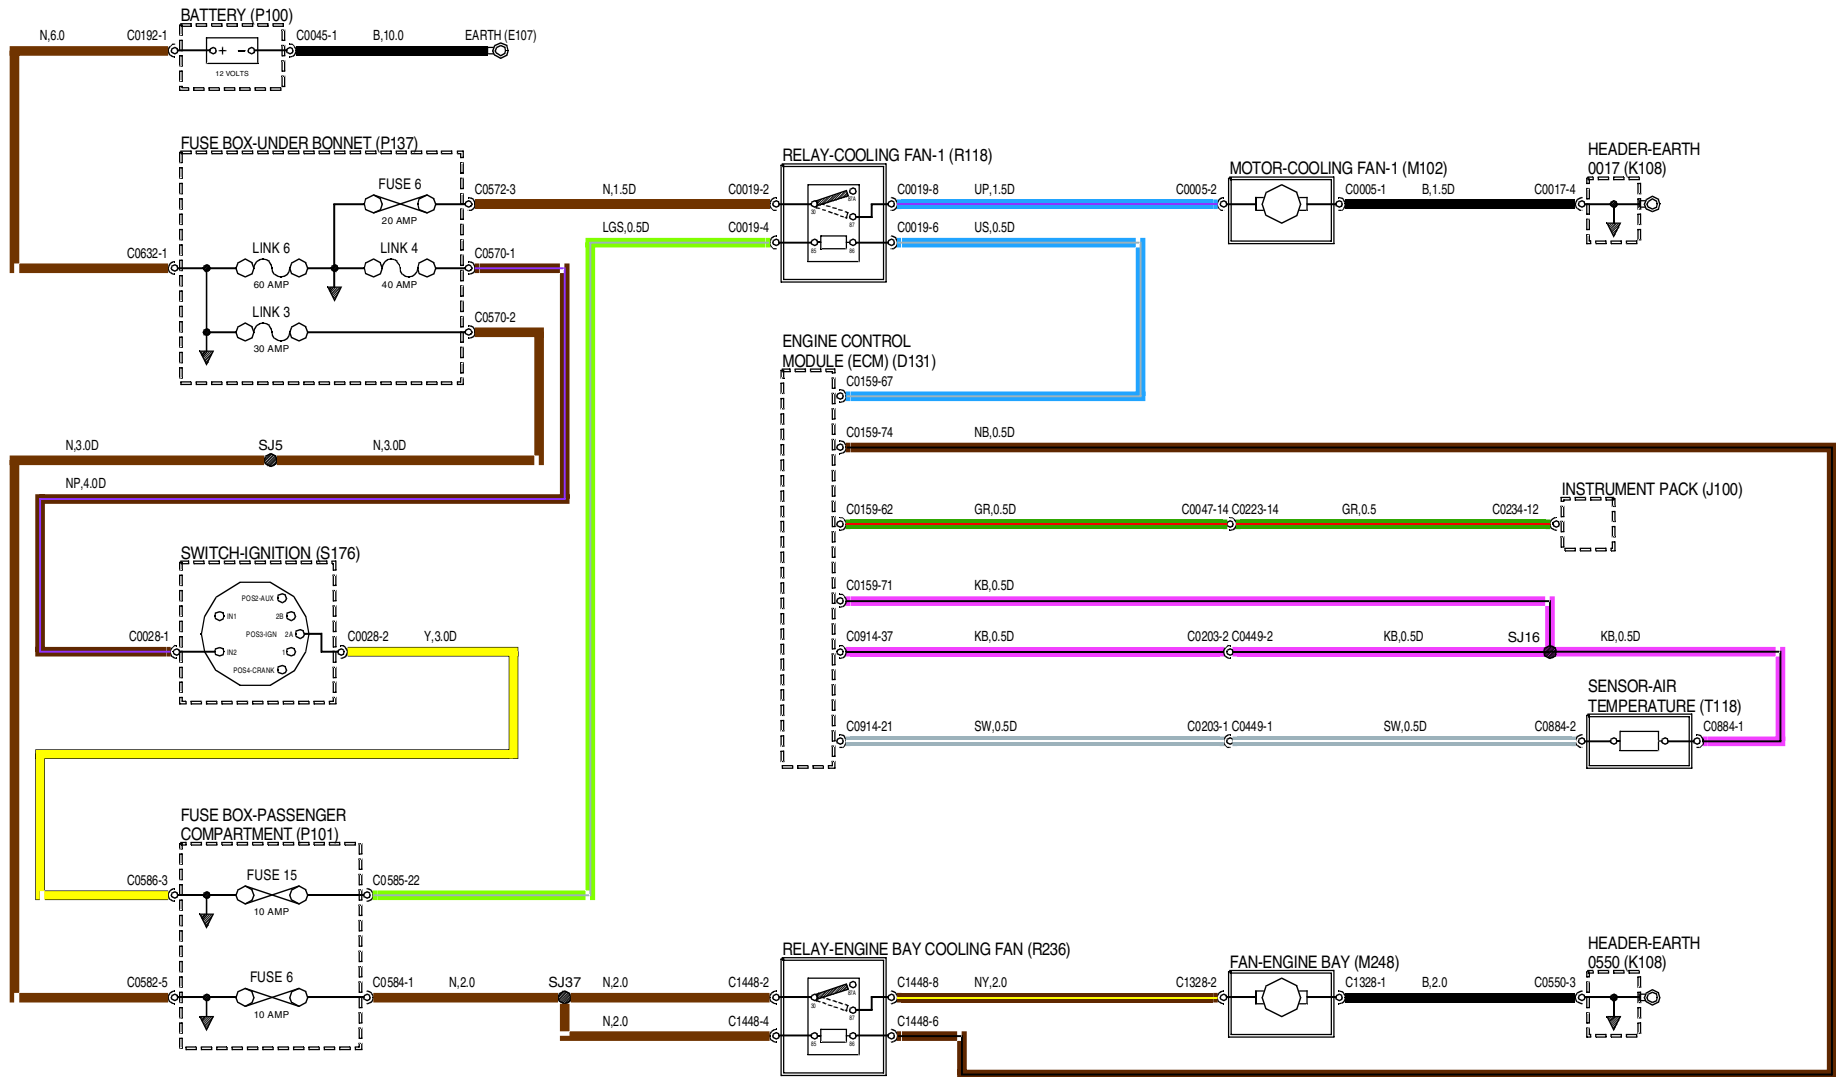 BATTERY (P100)
N,6.0
C0192-1
+
-
12 VOLTS
C0045-1
B,10.0
EARTH (E107)
FUSE BOX-UNDER BONNET (P137)
FUSE 6
20 AMP
C0572-3
N,1.5D
C0019-2
RELAY-COOLING FAN-1 (R118)
30
87A
87
85
86
C0019-8
UP,1.5D
C0005-2
MOTOR-COOLING FAN-1 (M102)
C0005-1
B,1.5D
C0017-4
HEADER-EARTH
0017 (K108)
LGS,0.5D
C0019-4
C0019-6
US,0.5D
C0632-1
LINK 6
60 AMP
LINK 4
40 AMP
C0570-1
LINK 3
30 AMP
C0570-2
ENGINE CONTROL
MODULE (ECM) (D131)
C0159-67
C0159-74
NB,0.5D
N,3.0D
SJ5
N,3.0D
NP,4.0D
C0159-62
GR,0.5D
C0047-14
C0223-14
GR,0.5
C0234-12
INSTRUMENT PACK (J100)
SWITCH-IGNITION (S176)
POS2-AUX
IN1
2B
POS3-IGN
2A
IN2
1
POS4-CRANK
C0028-1
C0028-2
Y,3.0D
C0159-71
KB,0.5D
C0914-37
KB,0.5D
C0203-2
C0449-2
KB,0.5D
SJ16
KB,0.5D
SENSOR-AIR
TEMPERATURE (T118)
C0914-21
SW,0.5D
C0203-1
C0449-1
SW,0.5D
C0884-2
C0884-1
FUSE BOX-PASSENGER
COMPARTMENT (P101)
C0586-3
FUSE 15
10 AMP
C0585-22
C0582-5
FUSE 6
10 AMP
C0584-1
N,2.0
SJ37
N,2.0
C1448-2
N,2.0
C1448-4
RELAY-ENGINE BAY COOLING FAN (R236)
30
87A
87
85
86
C1448-8
NY,2.0
C1328-2
C1448-6
FAN-ENGINE BAY (M248)
C1328-1
B,2.0
C0550-3
HEADER-EARTH
0550 (K108)